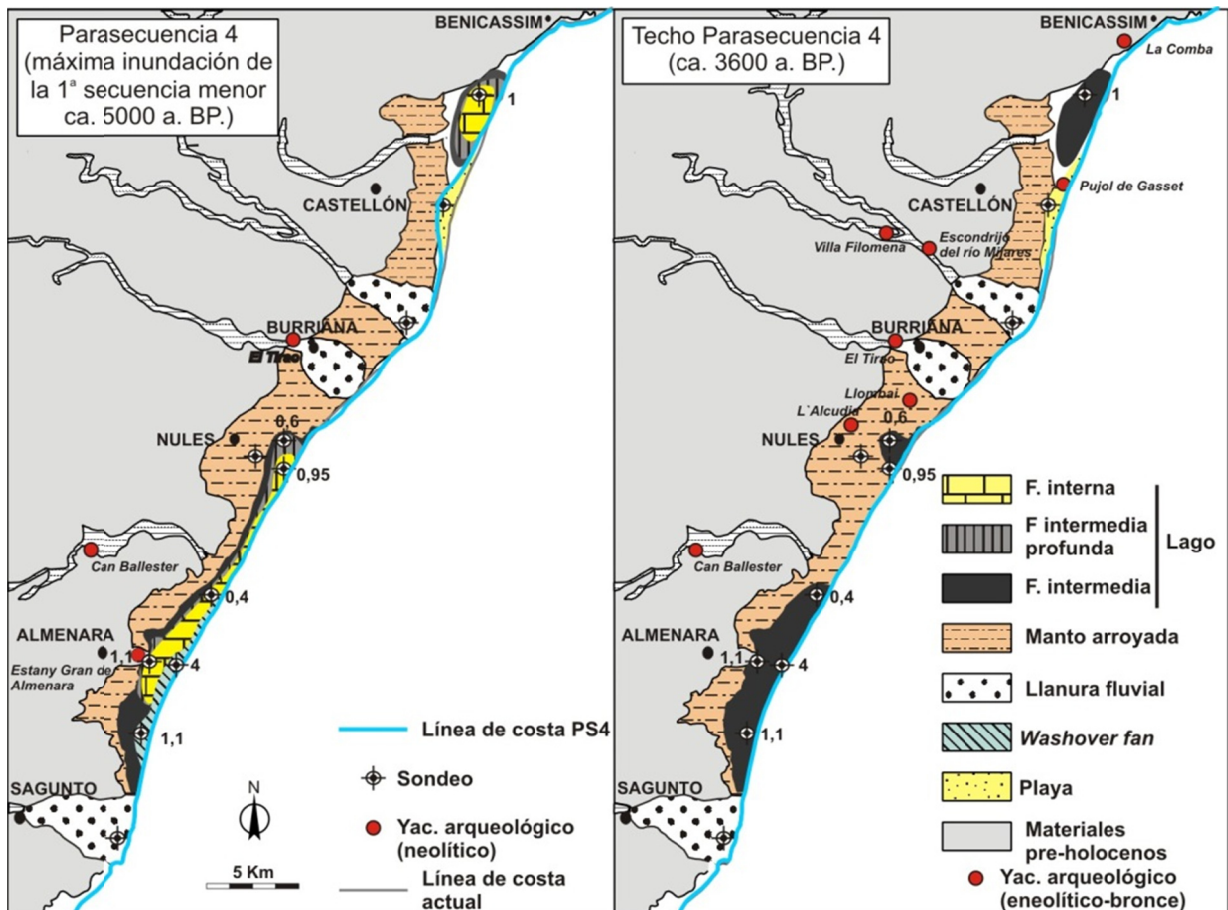 Parasecuencia 4
(máxima inundación de
la 1ª secuencia menor
ca. 5000 a. BP.)
BENICASSIM
1
CASTELLÓN
1
BURRIANA
El Tirao
0,6
NULES
0,95
Can Ballester
0,4
ALMENARA
1,1
4
Estany Gran de
Almenara
1,1
SAGUNTO
N
5 Km
Línea de costa PS4
Sondeo
Yac. arqueológico
(neolítico)
Línea de costa
actual
Techo Parasecuencia 4
(ca. 3600 a. BP.)
BENICASSIM
La Comba
1
Pujol de Gasset
CASTELLÓN
Villa Filomena
Escondrijo
del río Mijares
1
BURRIANA
El Tirao
Llombai
L`Alcudia
0,6
NULES
0,95
Can Ballester
0,4
ALMENARA
1,1
4
1,1
SAGUNTO
F. interna
F intermedia
profunda
F. intermedia
Lago
Manto arroyada
Llanura fluvial
Washover fan
Playa
Materiales
pre-holocenos
Yac. arqueológico
(eneolítico-bronce)